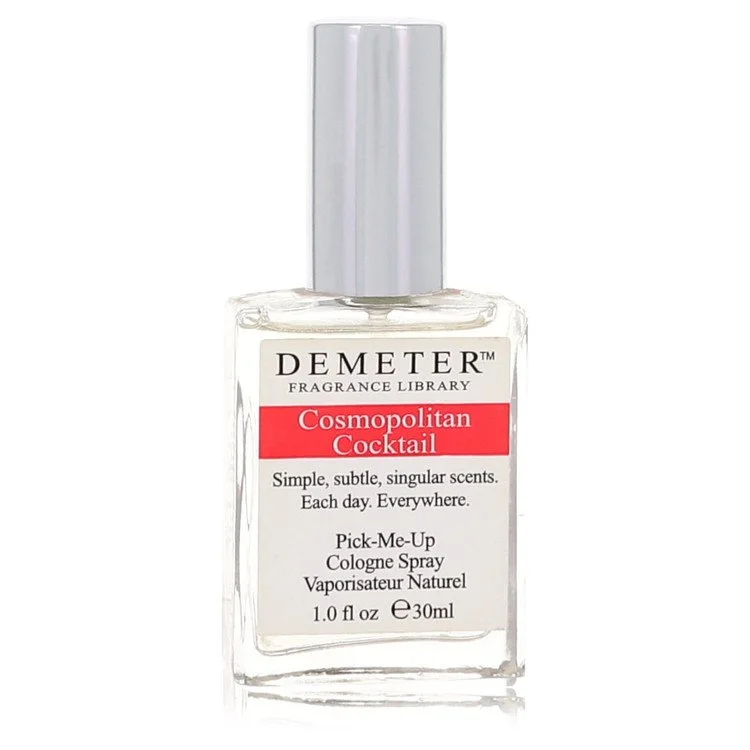 DEMETER™
FRAGRANCE LIBRARY
Cosmopolitan
Cocktail
Simple, subtle, singular scents.
Each day. Everywhere.
Pick-Me-Up
Cologne Spray
Vaporisateur Naturel
1.0 fl oz ℮30ml